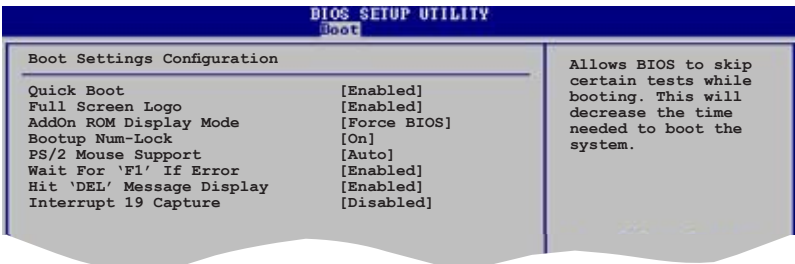 BIOS SETUP UTILITY
Boot
Boot Settings Configuration
Quick Boot [Enabled]
Full Screen Logo [Enabled]
AddOn ROM Display Mode [Force BIOS]
Bootup Num-Lock [On]
PS/2 Mouse Support [Auto]
Wait For ‘F1’ If Error [Enabled]
Hit ‘DEL’ Message Display [Enabled]
Interrupt 19 Capture [Disabled]
Allows BIOS to skip
certain tests while
booting. This will
decrease the time
needed to boot the
system.